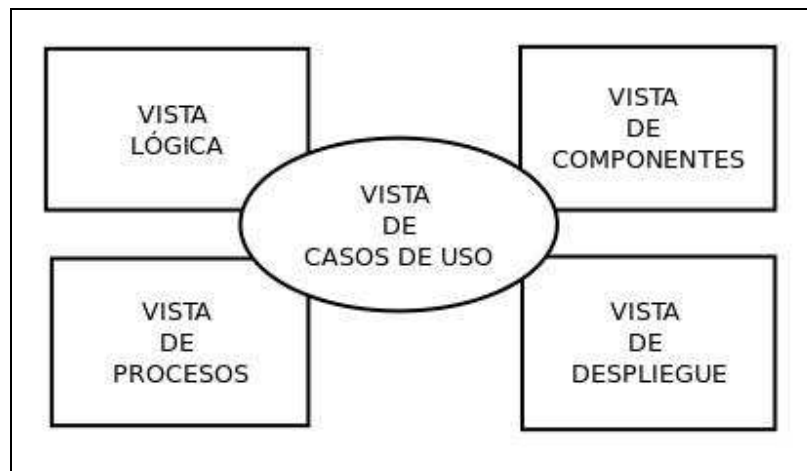 VISTA
LÓGICA
VISTA
DE
COMPONENTES
VISTA
DE
CASOS DE USO
VISTA
DE
PROCESOS
VISTA
DE
DESPLIEGUE